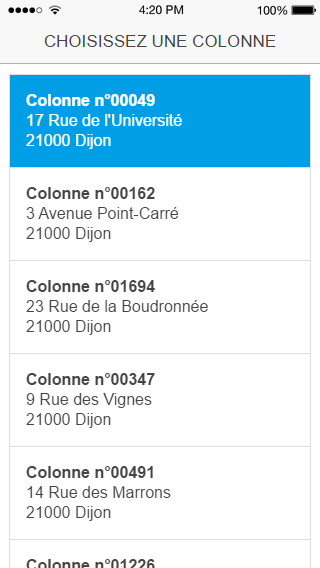 4:20 PM
100%
CHOISISSEZ UNE COLONNE
Colonne n°00049
17 Rue de l'Université
21000 Dijon
Colonne n°00162
3 Avenue Point-Carré
21000 Dijon
Colonne n°01694
23 Rue de la Boudronnée
21000 Dijon
Colonne n°00347
9 Rue des Vignes
21000 Dijon
Colonne n°00491
14 Rue des Marrons
21000 Dijon
Colonne n°01226